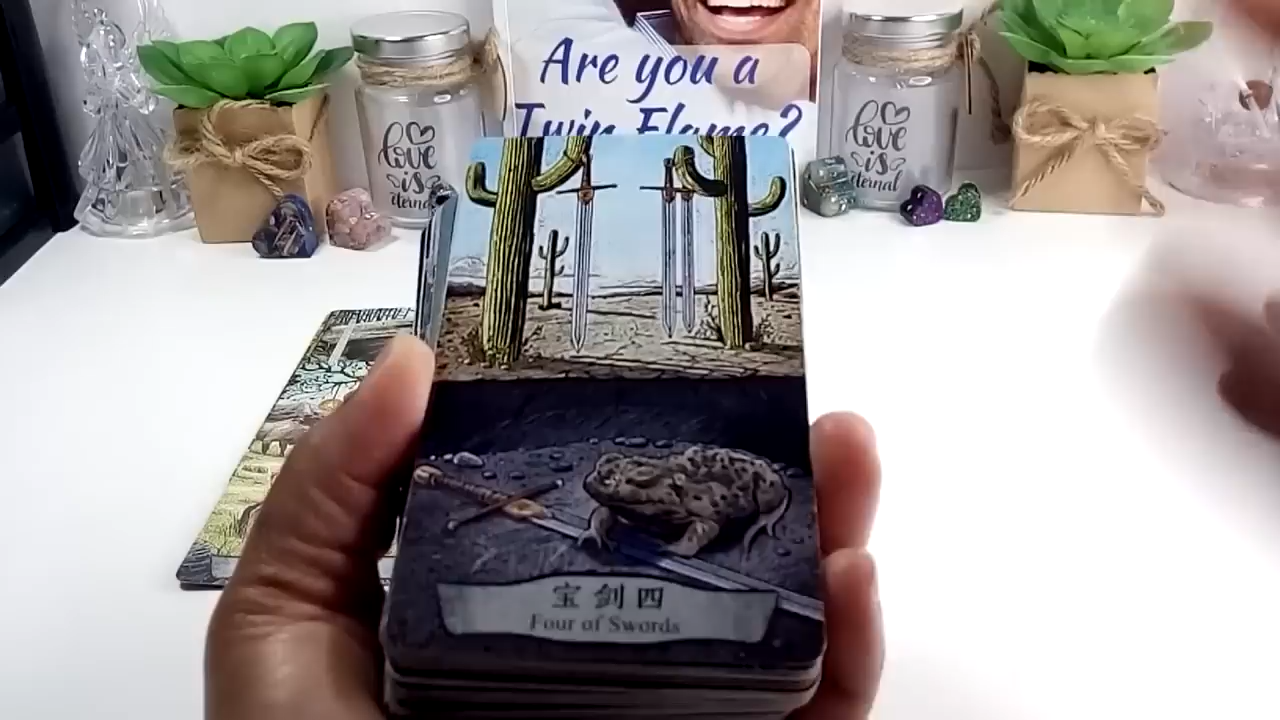 Are you a
Twin Flame?
love
is
eternal
love
is
eternal
宝剑四
Four of Swords